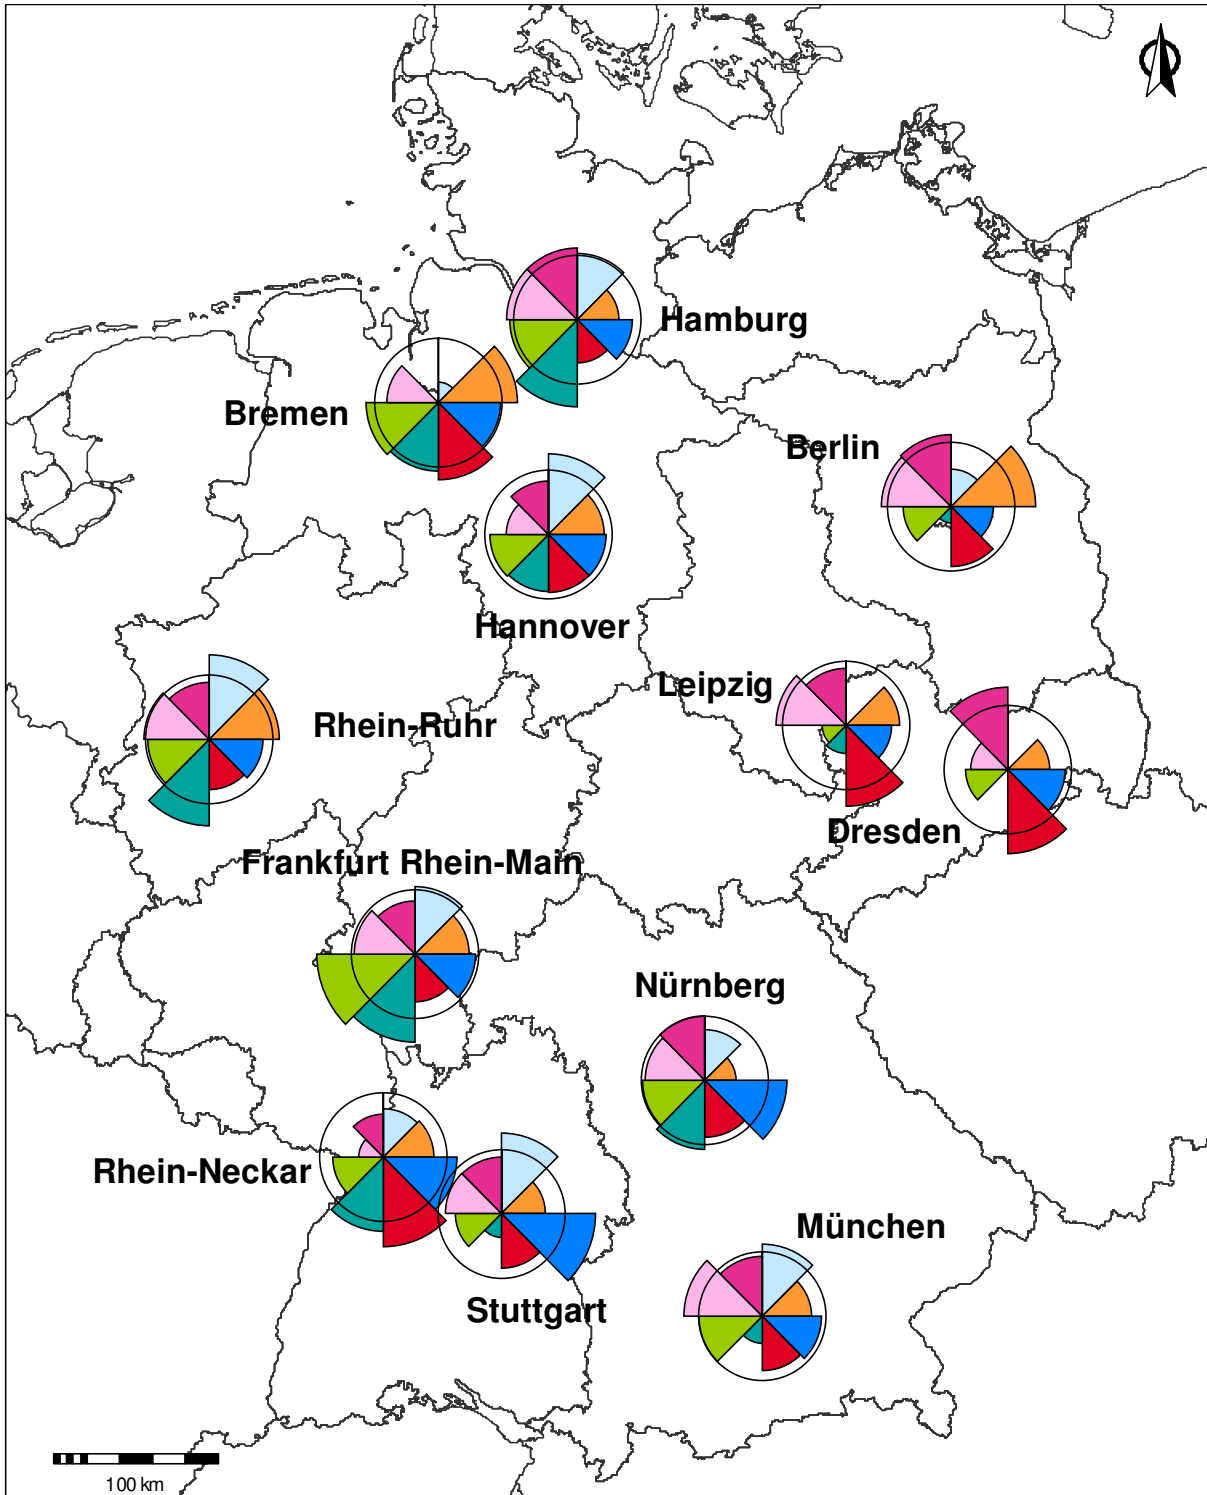 Hamburg
Bremen
Berlin
Hannover
Leipzig
Rhein-Ruhr
Dresden
Frankfurt Rhein-Main
Nürnberg
Rhein-Neckar
München
Stuttgart
100 km